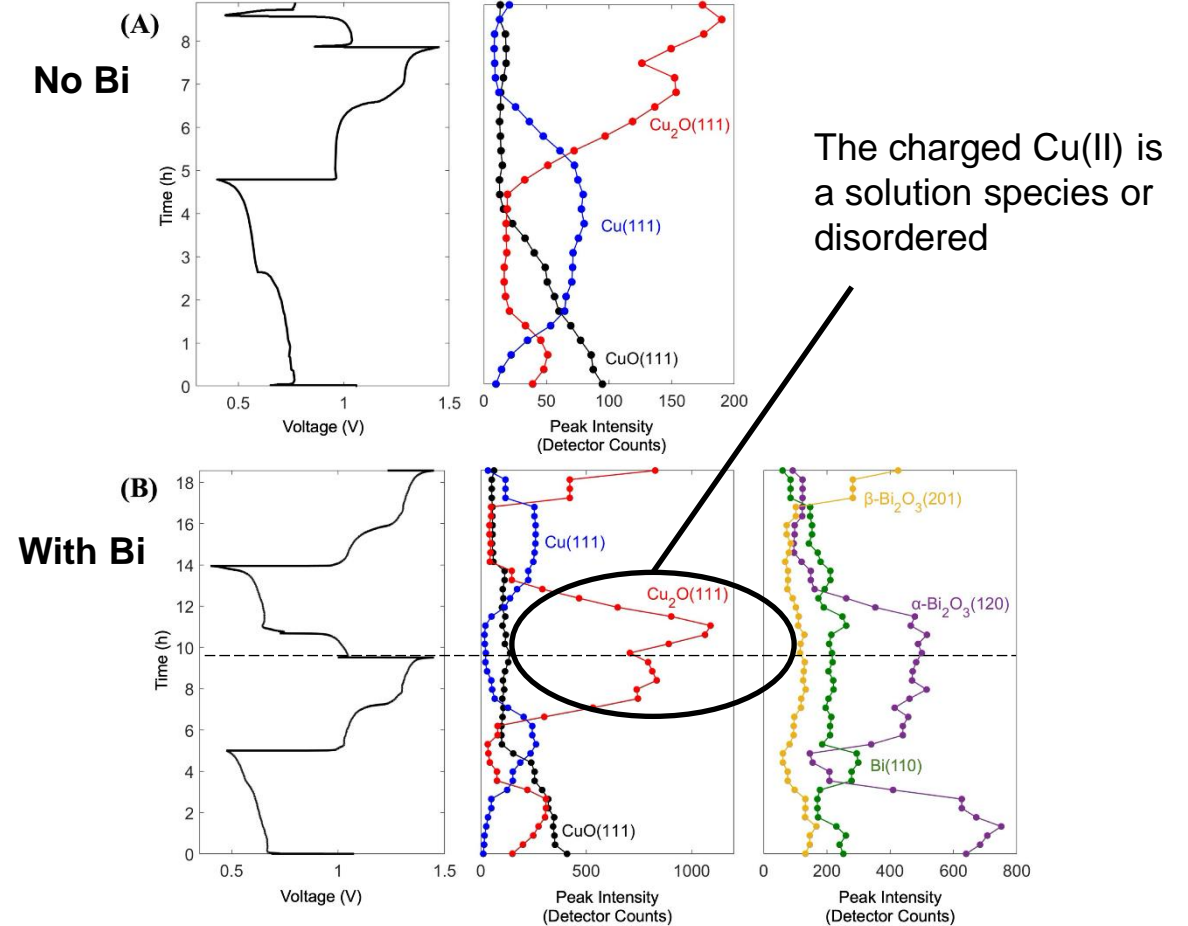 (A)
No Bi
8
7
6
5
4
3
2
1
0
Time (h)
0.5
1
1.5
Voltage (V)
Cu₂O(111)
Cu(111)
CuO(111)
0
50
100
150
200
Peak Intensity
(Detector Counts)
The charged Cu(II) is
a solution species or
disordered
(B)
With Bi
18
16
14
12
10
8
6
4
2
0
Time (h)
0.5
1
1.5
Voltage (V)
Cu(111)
Cu₂O(111)
CuO(111)
0
500
1000
Peak Intensity
(Detector Counts)
β-Bi₂O₃(201)
α-Bi₂O₃(120)
Bi(110)
0
200
400
600
800
Peak Intensity
(Detector Counts)